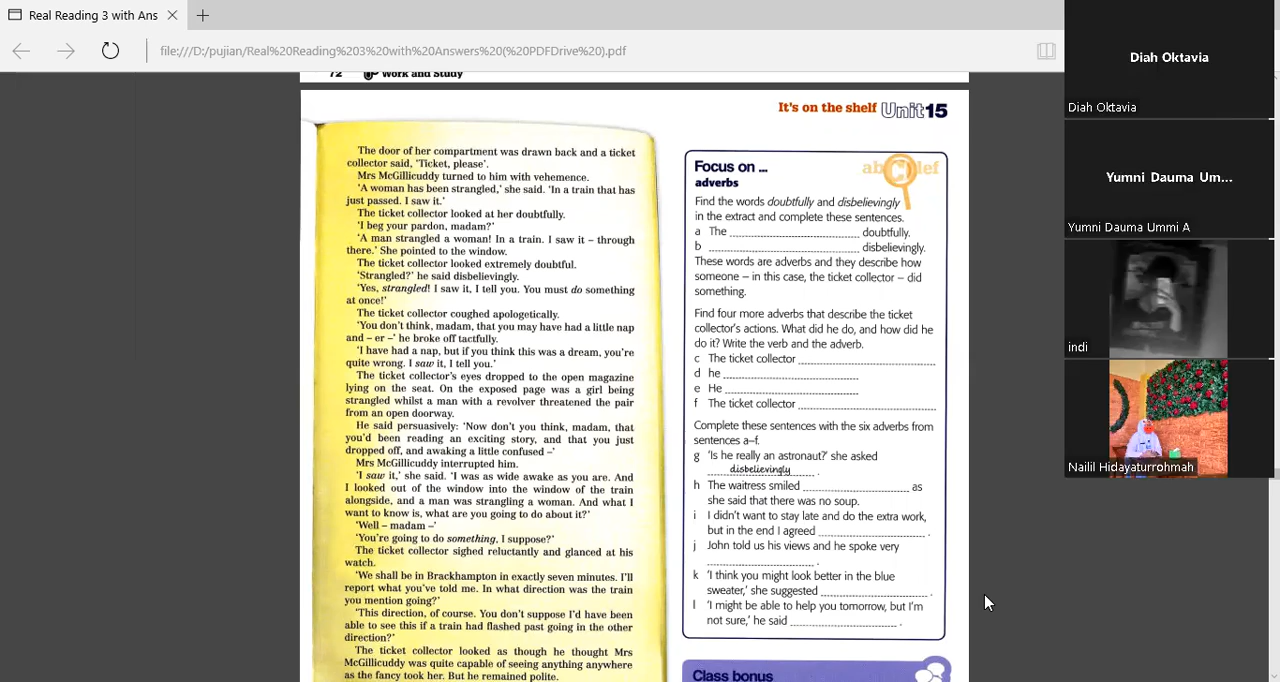 Real Reading 3 with Ans
file:///D:/pujian/Real%20Reading%203%20with%20Answers%20(%20PDFDrive%20).pdf
72 Work and Study
It's on the shelf Unit 15
The door of her compartment was drawn back and a ticket
collector said, 'Ticket, please'.
Mrs McGillicuddy turned to him with vehemence.
'A woman has been strangled,' she said. 'In a train that has
just passed. I saw it.'
The ticket collector looked at her doubtfully.
'I beg your pardon, madam?'
'A man strangled a woman! In a train. I saw it – through
there.' She pointed to the window.
The ticket collector looked extremely doubtful.
'Strangled?' he said disbelievingly.
'Yes, strangled! I saw it, I tell you. You must do something
at once!'
The ticket collector coughed apologetically.
'You don't think, madam, that you may have had a little nap
and – er –' he broke off tactfully.
'I have had a nap, but if you think this was a dream, you're
quite wrong. I saw it, I tell you.'
The ticket collector's eyes dropped to the open magazine
lying on the seat. On the exposed page was a girl being
strangled whilst a man with a revolver threatened the pair
from an open doorway.
He said persuasively: 'Now don't you think, madam, that
you'd been reading an exciting story, and that you just
dropped off, and awaking a little confused –'
Mrs McGillicuddy interrupted him.
'I saw it,' she said. 'I was as wide awake as you are. And
I looked out of the window into the window of the train
alongside, and a man was strangling a woman. And what I
want to know is, what are you going to do about it?'
'Well – madam –'
'You're going to do something, I suppose?'
The ticket collector sighed reluctantly and glanced at his
watch.
'We shall be in Brackhampton in exactly seven minutes. I'll
report what you've told me. In what direction was the train
you mention going?'
'This direction, of course. You don't suppose I'd have been
able to see this if a train had flashed past going in the other
direction?'
The ticket collector looked as though he thought Mrs
McGillicuddy was quite capable of seeing anything anywhere
as the fancy took her. But he remained polite.
Focus on ...
adverbs
Find the words doubtfully and disbelievingly
in the extract and complete these sentences.
a The doubtfully.
b disbelievingly.
These words are adverbs and they describe how
someone – in this case, the ticket collector – did
something.
Find four more adverbs that describe the ticket
collector's actions. What did he do, and how did he
do it? Write the verb and the adverb.
c The ticket collector
d he
e He
f The ticket collector
Complete these sentences with the six adverbs from
sentences a–f.
g 'Is he really an astronaut?' she asked
disbelievingly .
h The waitress smiled as
she said that there was no soup.
i I didn't want to stay late and do the extra work,
but in the end I agreed .
j John told us his views and he spoke very
.
k 'I think you might look better in the blue
sweater,' she suggested .
l 'I might be able to help you tomorrow, but I'm
not sure,' he said .
Class bonus
Diah Oktavia
Diah Oktavia
Yumni Dauma Um...
Yumni Dauma Ummi A
indi
Nailil Hidayaturrohmah